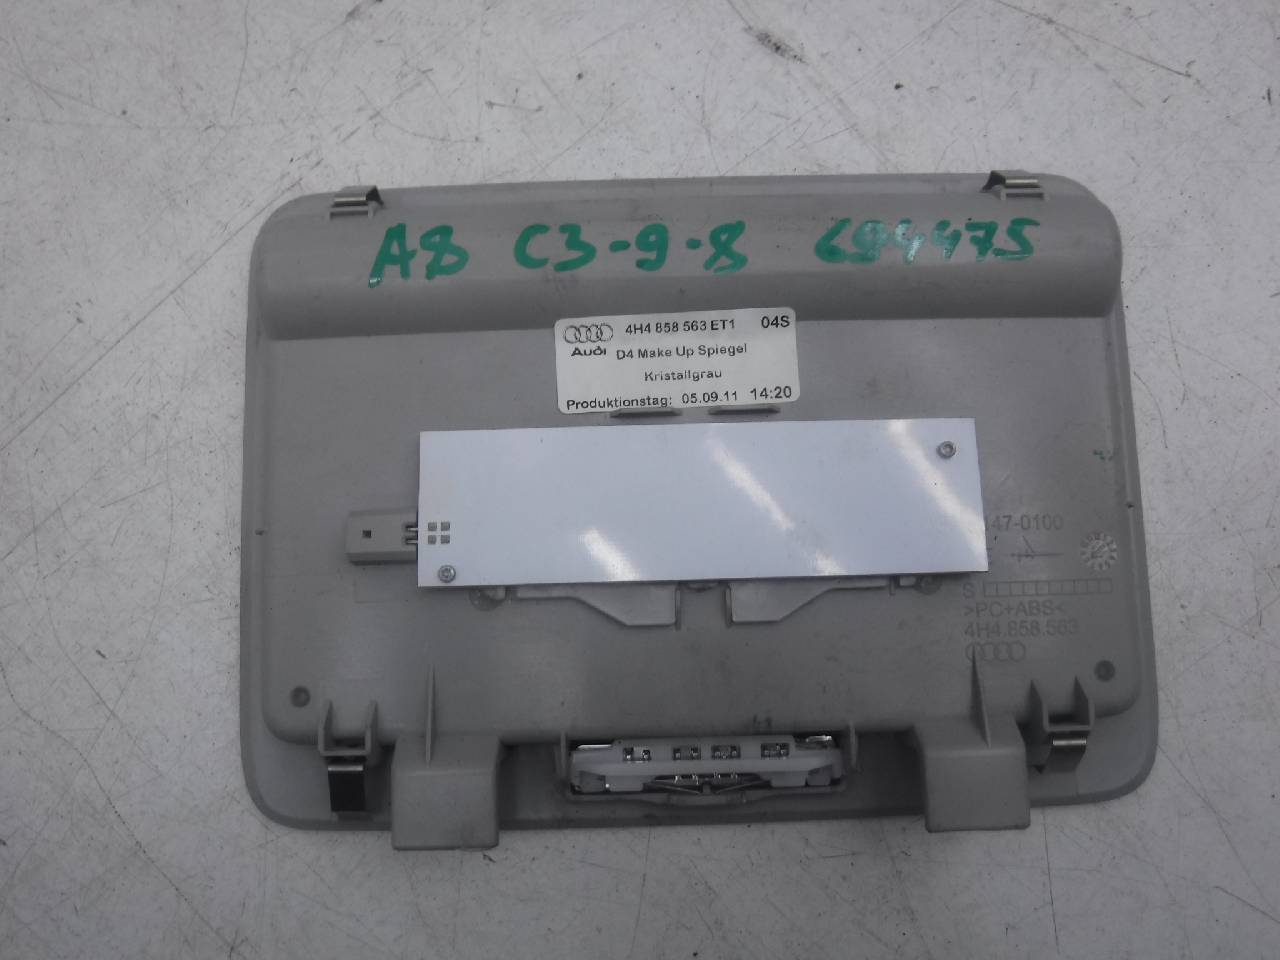 A8 C3-9-8 694475
4H4 858 563 ET1 04S
Audi D4 Make Up Spiegel
Kristallgrau
Produktionstag: 05.09.11 14:20
147-0100
S
>PC+ABS<
4H4.858.563